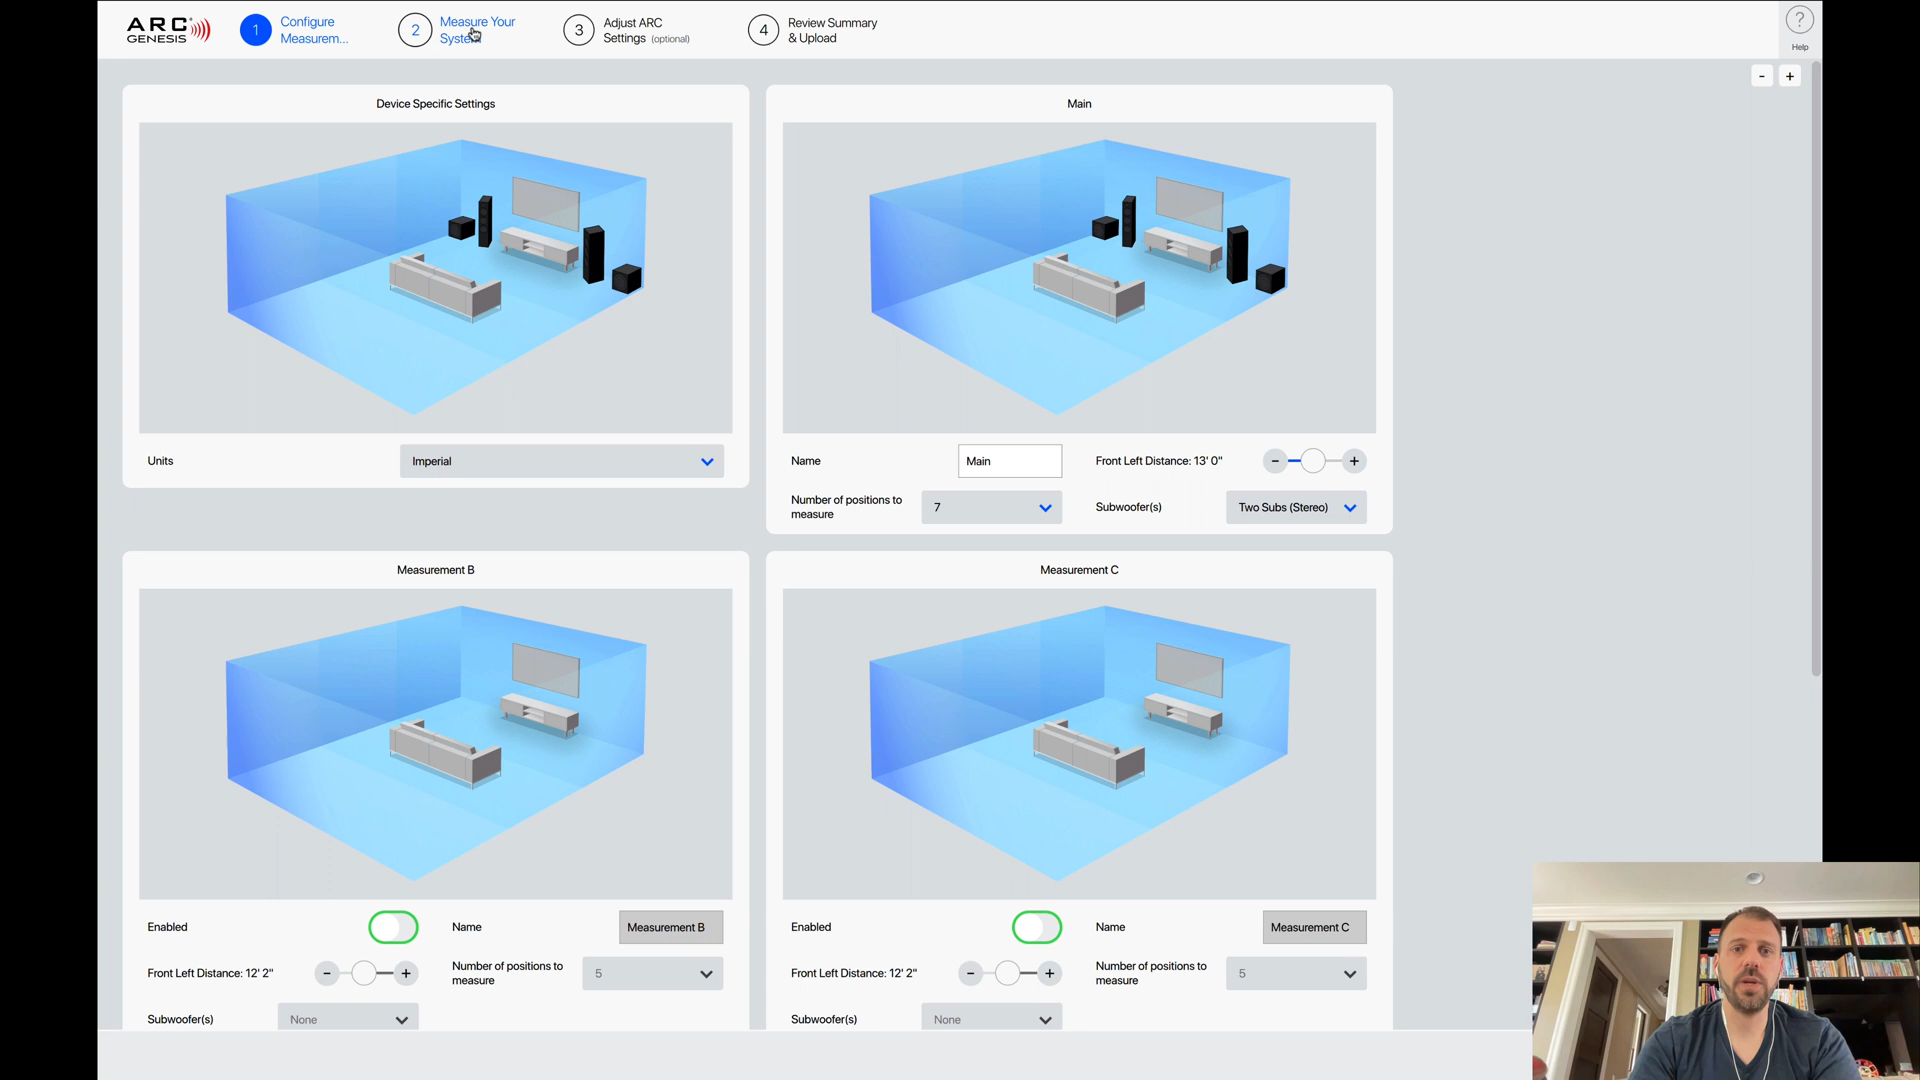 ARC
GENESIS
1
Configure
Measurem...
2
Measure Your
System
3
Adjust ARC
Settings (optional)
4
Review Summary
& Upload
?
Help
-
+
Device Specific Settings
Main
Units
Imperial
Name
Main
Front Left Distance: 13' 0"
-
+
Number of positions to
measure
7
Subwoofer(s)
Two Subs (Stereo)
Measurement B
Measurement C
Enabled
Name
Measurement B
Front Left Distance: 12' 2"
-
+
Number of positions to
measure
5
Subwoofer(s)
None
Enabled
Name
Measurement C
Front Left Distance: 12' 2"
-
+
Number of positions to
measure
5
Subwoofer(s)
None